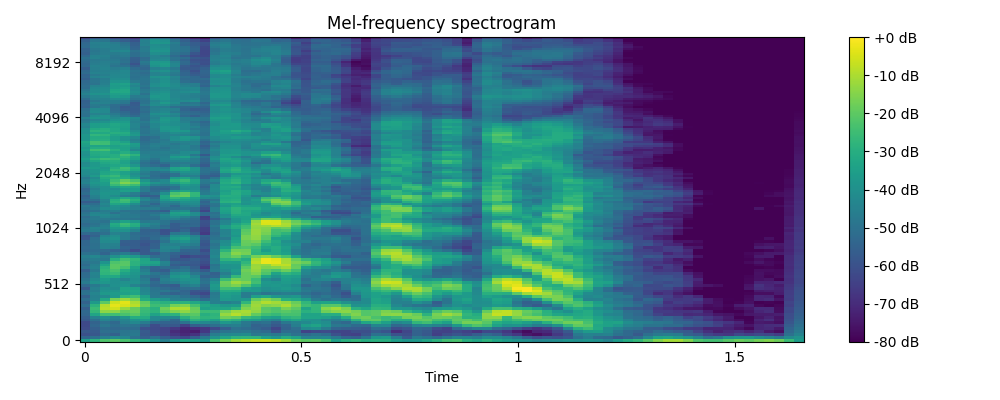 Mel-frequency spectrogram
8192
4096
2048
1024
512
0
Hz
0
0.5
1
1.5
Time
+0 dB
-10 dB
-20 dB
-30 dB
-40 dB
-50 dB
-60 dB
-70 dB
-80 dB